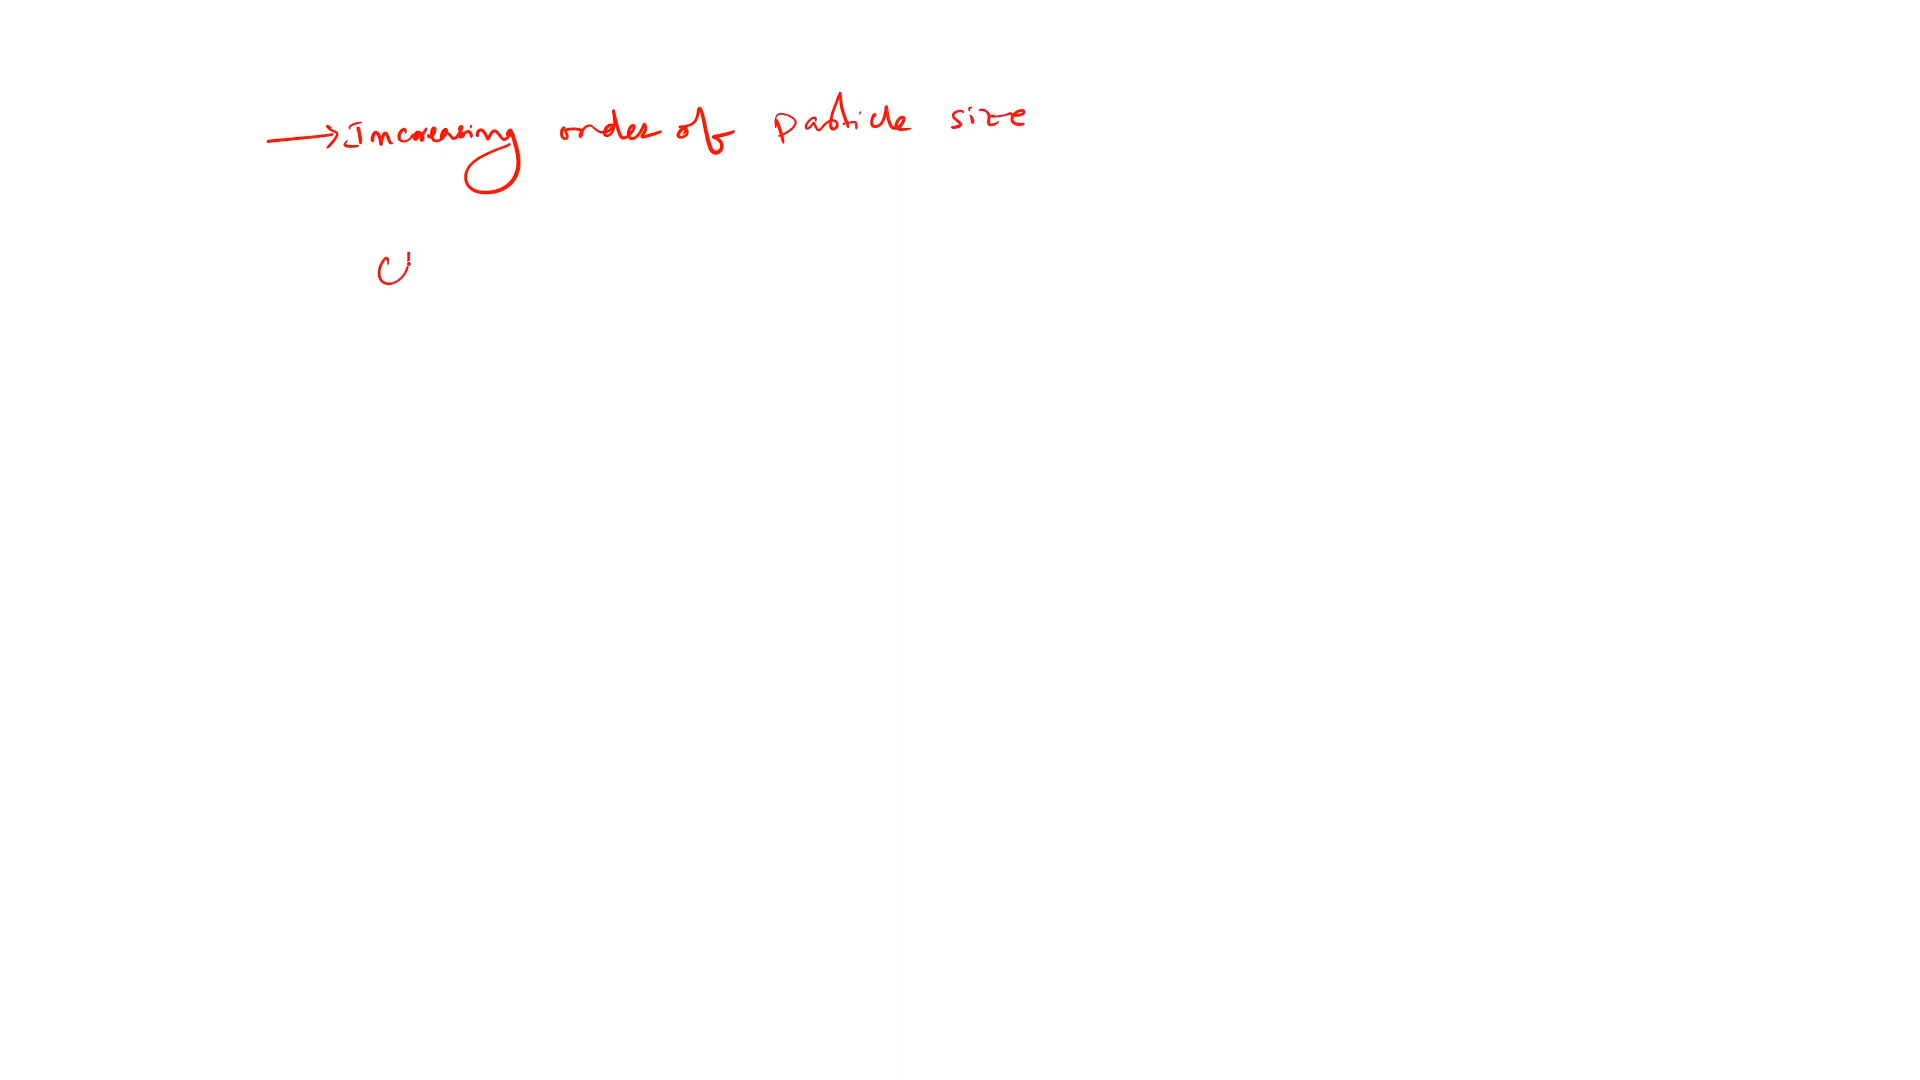 → Increasing order of particle size